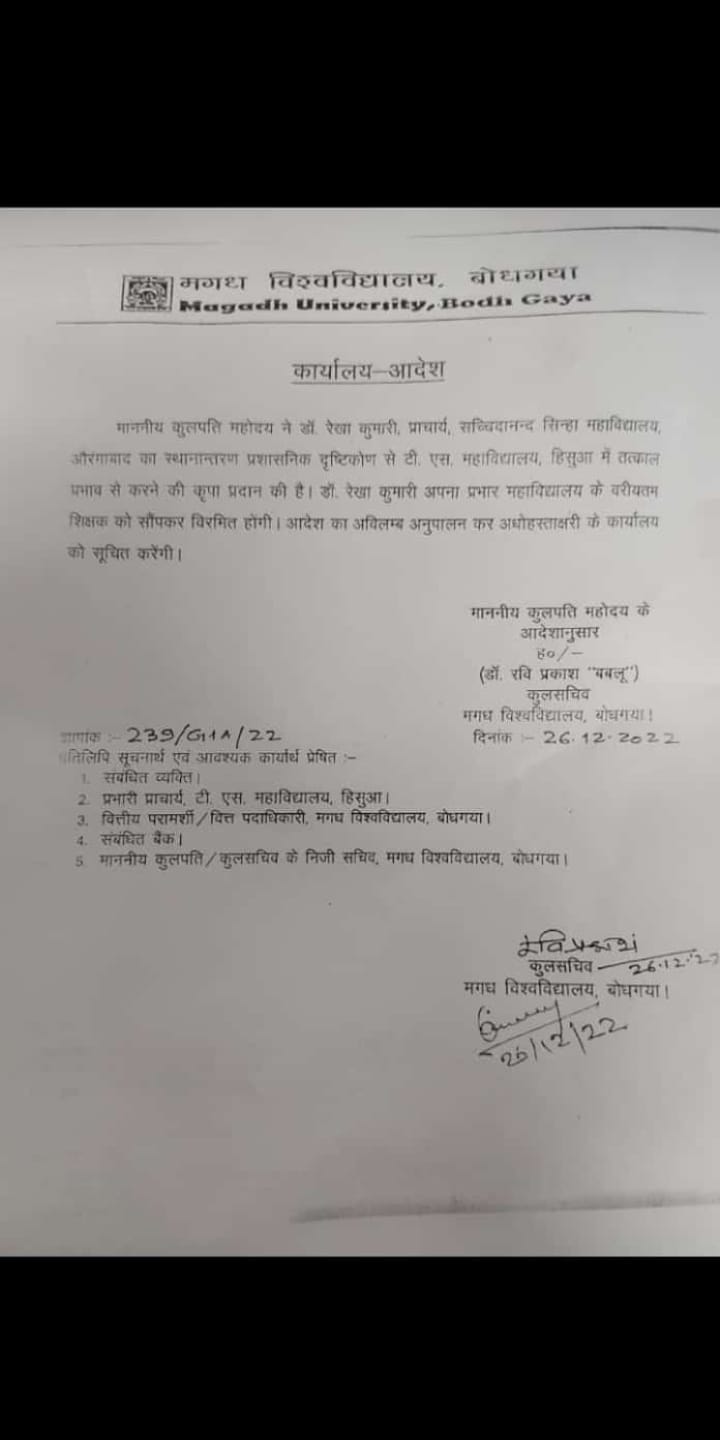 मगध विश्वविद्यालय, बोधगया
Magadh University, Bodh Gaya
कार्यालय–आदेश
माननीय कुलपति महोदय ने डॉ. रेखा कुमारी, प्राचार्य, सच्चिदानन्द सिन्हा महाविद्यालय,
औरंगाबाद का स्थानान्तरण प्रशासनिक दृष्टिकोण से टी. एस. महाविद्यालय, हिसुआ में तत्काल
प्रभाव से करने की कृपा प्रदान की है। डॉ. रेखा कुमारी अपना प्रभार महाविद्यालय के वरीयतम
शिक्षक को सौंपकर विरमित होंगी। आदेश का अविलम्ब अनुपालन कर अधोहस्ताक्षरी के कार्यालय
को सूचित करेंगी।
माननीय कुलपति महोदय के
आदेशानुसार
ह०/–
(डॉ. रवि प्रकाश "बबलू")
कुलसचिव
मगध विश्वविद्यालय, बोधगया।
ज्ञापांक :- 239/G1A/22 दिनांक :- 26.12.2022
प्रतिलिपि सूचनार्थ एवं आवश्यक कार्यार्थ प्रेषित :–
1. संबंधित व्यक्ति।
2. प्रभारी प्राचार्य, टी. एस. महाविद्यालय, हिसुआ।
3. वित्तीय परामर्शी/वित्त पदाधिकारी, मगध विश्वविद्यालय, बोधगया।
4. संबंधित बैंक।
5. माननीय कुलपति/कुलसचिव के निजी सचिव, मगध विश्वविद्यालय, बोधगया।
रवि प्रकाश
कुलसचिव 26.12.22
मगध विश्वविद्यालय, बोधगया।
26/12/22